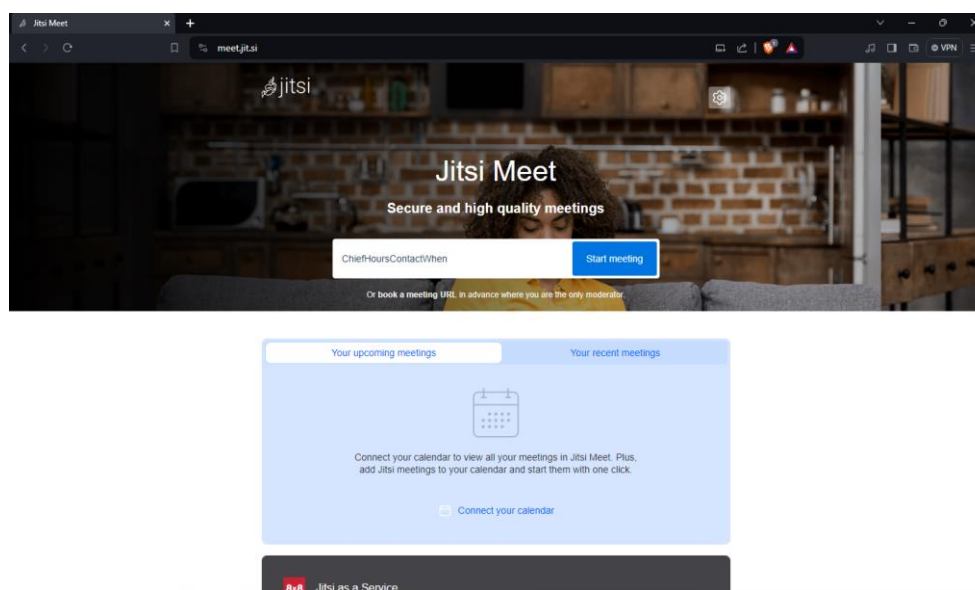 Jitsi Meet
meet.jit.si
VPN
jitsi
Jitsi Meet
Secure and high quality meetings
ChiefHoursContactWhen
Start meeting
Or book a meeting URL in advance where you are the only moderator.
Your upcoming meetings
Your recent meetings
Connect your calendar to view all your meetings in Jitsi Meet. Plus,
add Jitsi meetings to your calendar and start them with one click.
Connect your calendar
8x8
Jitsi as a Service